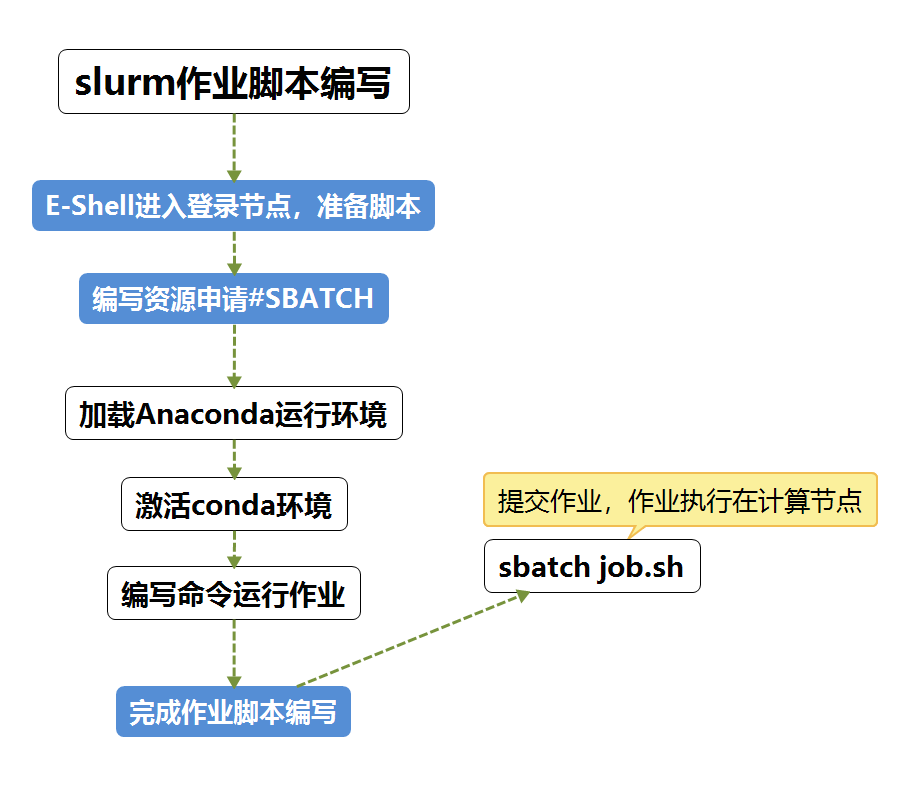 slurm作业脚本编写
E-Shell进入登录节点，准备脚本
编写资源申请#SBATCH
加载Anaconda运行环境
激活conda环境
编写命令运行作业
完成作业脚本编写
提交作业，作业执行在计算节点
sbatch job.sh